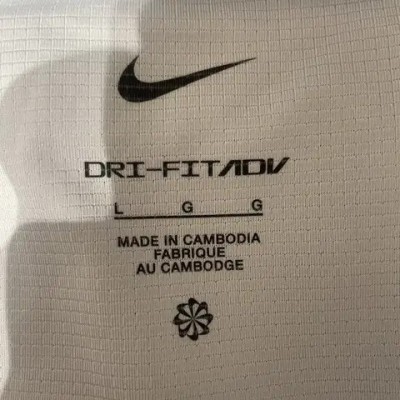 DRI-FITADV
L G G
MADE IN CAMBODIA
FABRIQUE
AU CAMBODGE